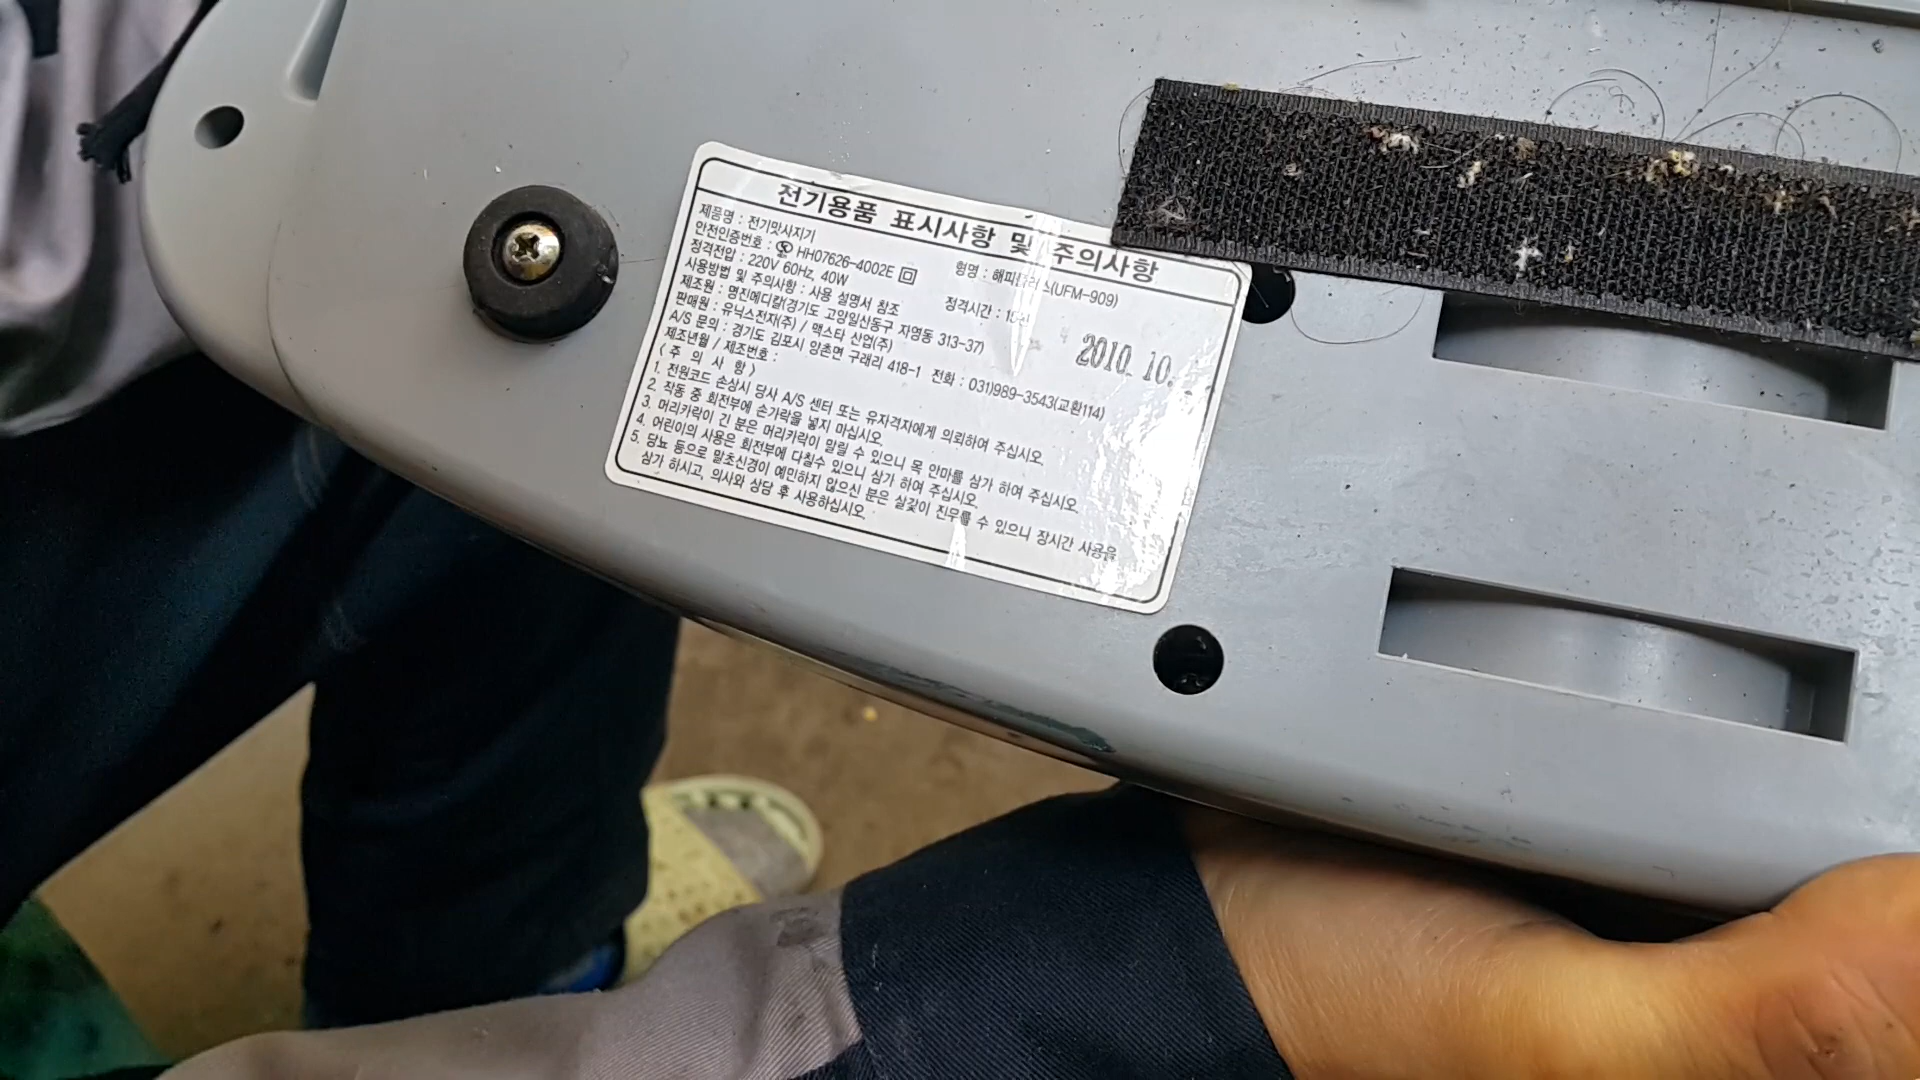 전기용품 표시사항 및 주의사항
제품명 : 전기맛사지기
안전인증번호 : HH07626-4002E 형명 : (UFM-909)
정격전압 : 220V 60Hz, 40W 정격시간 :
사용방법 및 주의사항 : 사용 설명서 참조
제조원 : 명진메디칼(경기도 고양일산동구 자영동 313-37)
판매원 : 유닉스전자(주) / 맥스타 산업(주)
A/S 문의 : 경기도 김포시 양촌면 구래리 418-1 전화 : 031)989-3543(교환114)
제조년월 / 제조번호 : 2010. 10.
〈 주 의 사 항 〉
1. 전원코드 손상시 당사 A/S 센터 또는 유자격자에게 의뢰하여 주십시오.
2. 작동 중 회전부에 손가락을 넣지 마십시오.
3. 머리카락이 긴 분은 머리카락이 말릴 수 있으니 목 안마를 삼가 하여 주십시오.
4. 어린이의 사용은 회전부에 다칠수 있으니 삼가 하여 주십시오.
5. 당뇨 등으로 말초신경이 예민하지 않으신 분은 살갗이 진무를 수 있으니 장시간 사용을
삼가 하시고, 의사와 상담 후 사용하십시오.